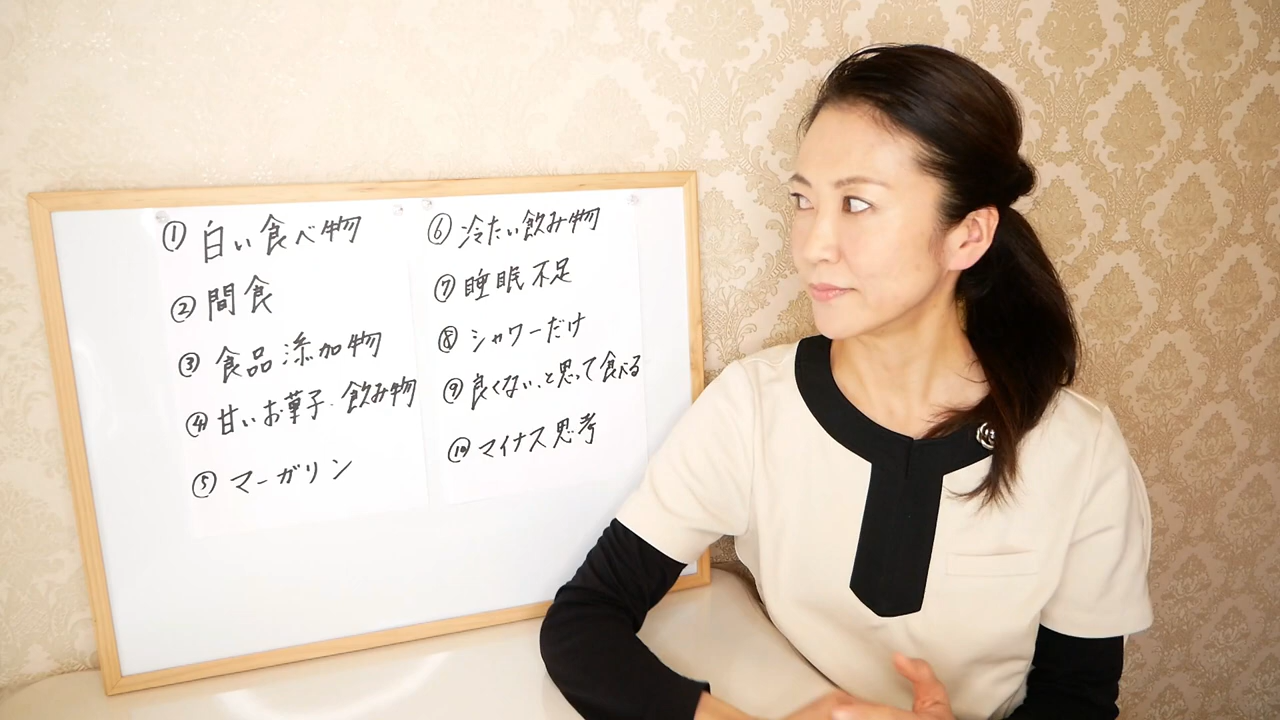 ① 白い食べ物
② 間食
③ 食品添加物
④ 甘いお菓子・飲み物
⑤ マーガリン
⑥ 冷たい飲み物
⑦ 睡眠不足
⑧ シャワーだけ
⑨ 良くない、と思って食べる
⑩ マイナス思考